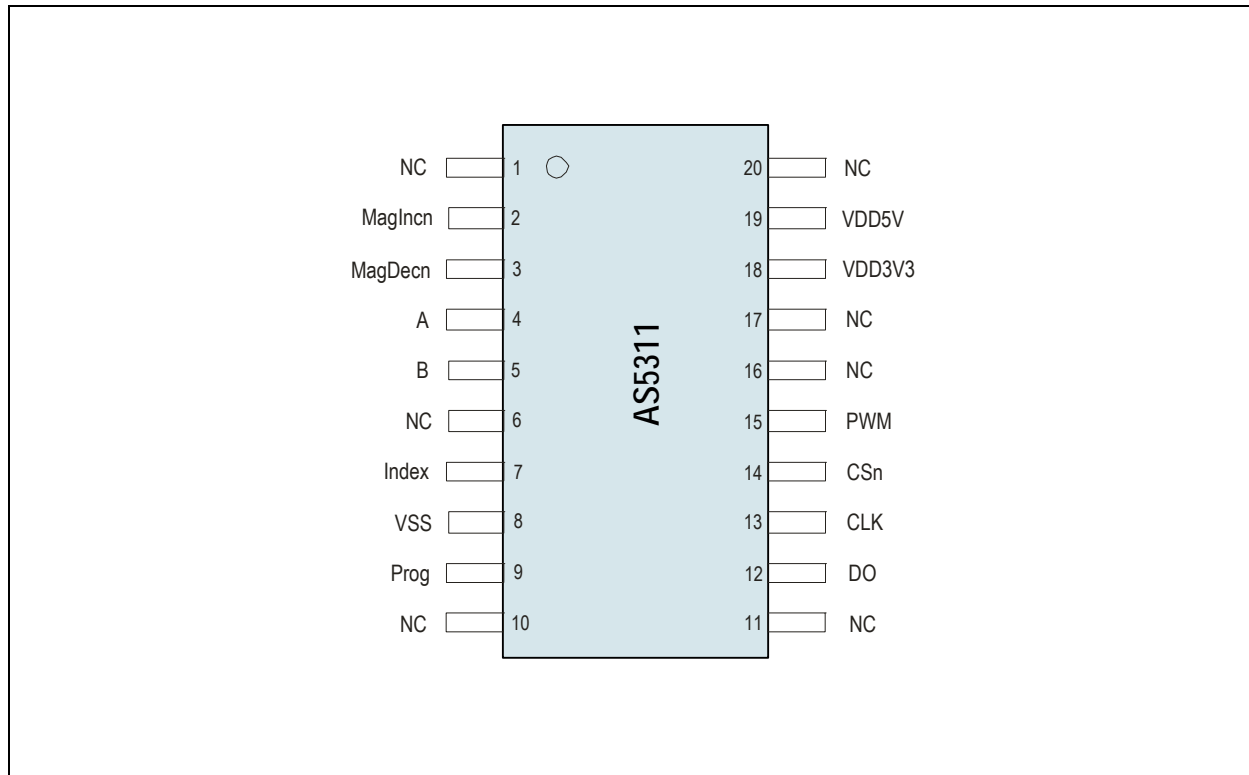 NC 1 20 NC
MagIncn 2 19 VDD5V
MagDecn 3 18 VDD3V3
A 4 17 NC
B 5 16 NC
NC 6 15 PWM
Index 7 14 CSn
VSS 8 13 CLK
Prog 9 12 DO
NC 10 11 NC
AS5311